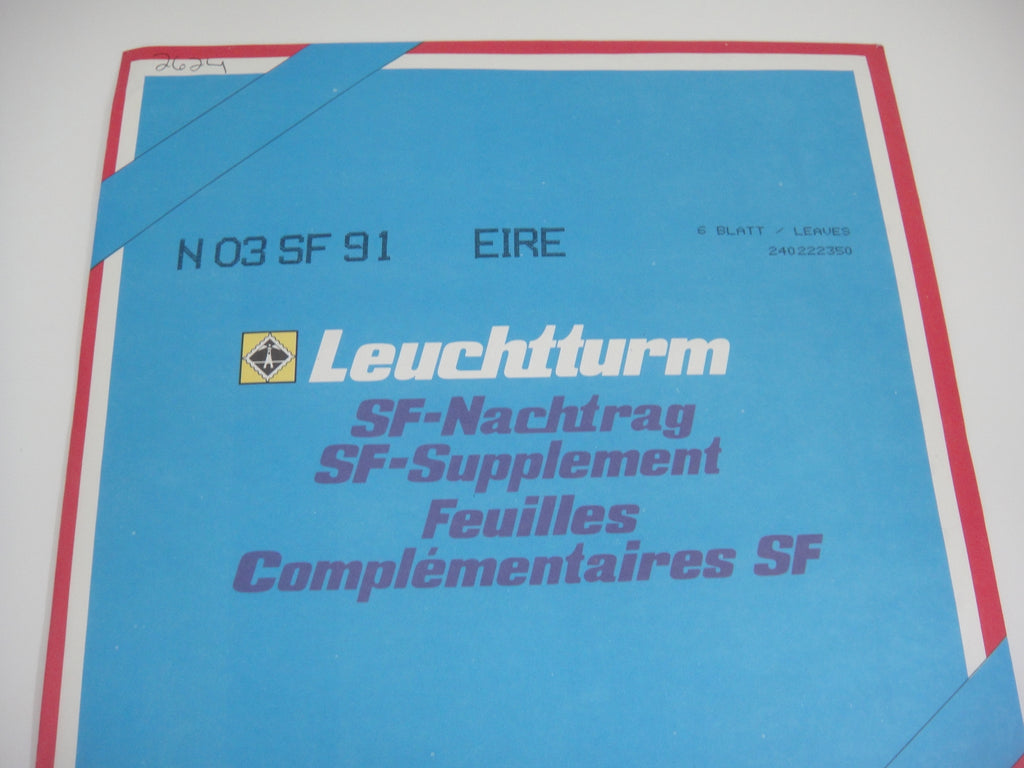 2624
N 03 SF 91 EIRE 6 BLATT / LEAVES
240222350
Leuchtturm
SF-Nachtrag
SF-Supplement
Feuilles
Complémentaires SF